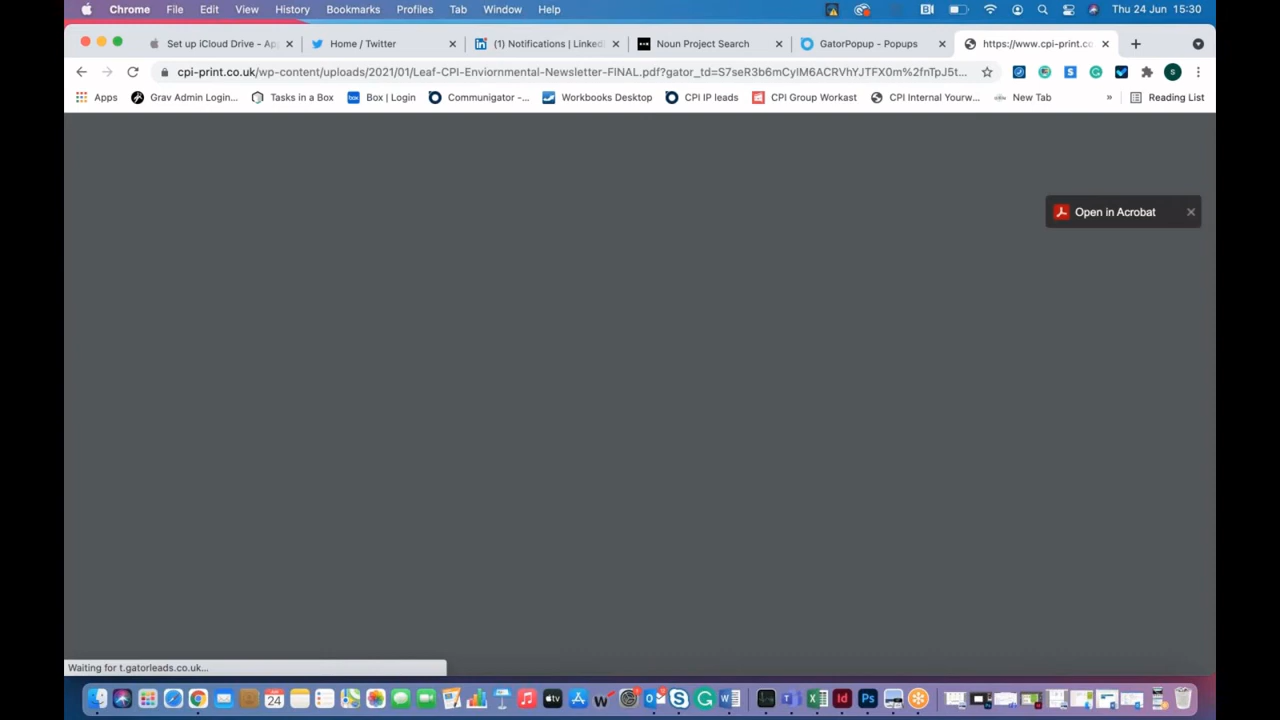 Chrome File Edit View History Bookmarks Profiles Tab Window Help Thu 24 Jun 15:30
Set up iCloud Drive - Ap Home / Twitter (1) Notifications | Linked Noun Project Search GatorPopup - Popups https://www.cpi-print.co
cpi-print.co.uk/wp-content/uploads/2021/01/Leaf-CPI-Enviornmental-Newsletter-FINAL.pdf?gator_td=S7seR3b6mCyIM6ACRVhYJTFX0m%2fnTpJ5t...
Apps Grav Admin Login... Tasks in a Box Box | Login Communigator -... Workbooks Desktop CPI IP leads CPI Group Workast CPI Internal Yourw... New Tab » Reading List
Open in Acrobat
Waiting for t.gatorleads.co.uk...